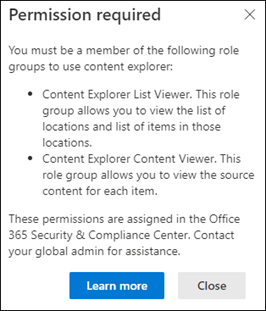 Permission required
You must be a member of the following role
groups to use content explorer:
• Content Explorer List Viewer. This role
group allows you to view the list of
locations and list of items in those
locations.
• Content Explorer Content Viewer. This
role group allows you to view the source
content for each item.
These permissions are assigned in the Office
365 Security & Compliance Center. Contact
your global admin for assistance.
Learn more Close